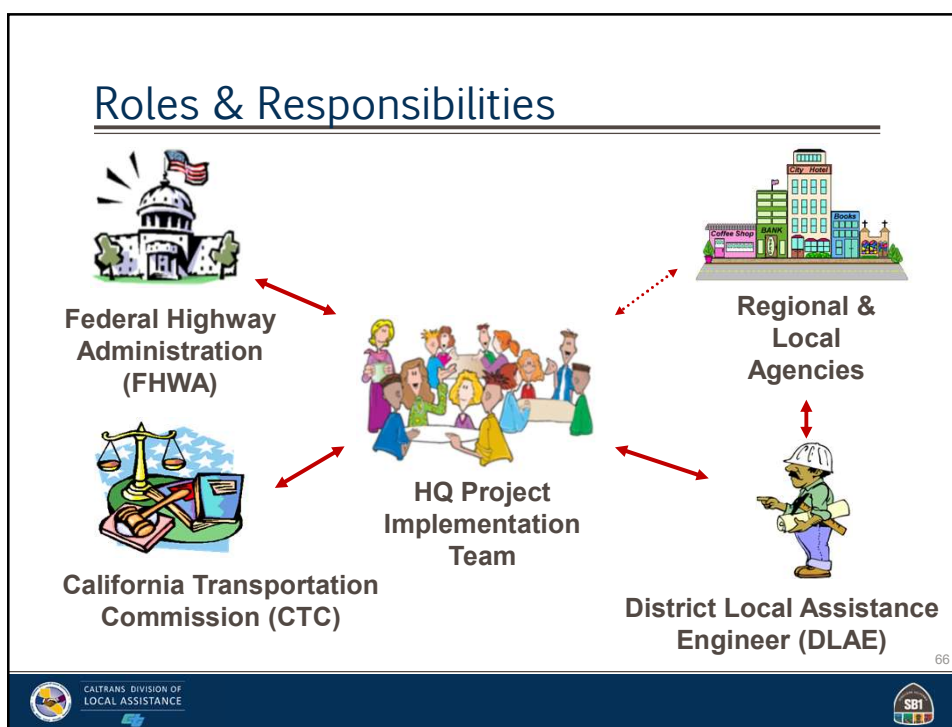 Roles & Responsibilities
Federal Highway
Administration
(FHWA)
City Hotel
Coffee Shop
BANK
Books
Regional &
Local
Agencies
HQ Project
Implementation
Team
California Transportation
Commission (CTC)
District Local Assistance
Engineer (DLAE)
66
CALTRANS DIVISION OF
LOCAL ASSISTANCE
SB1